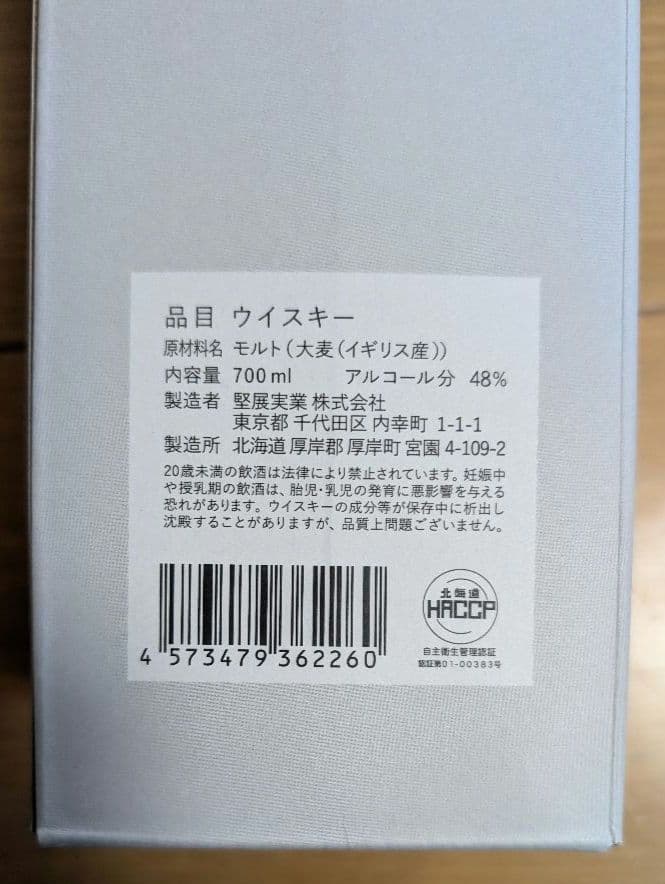 品目 ウイスキー
原材料名 モルト(大麦(イギリス産))
内容量 700ml アルコール分 48%
製造者 堅展実業 株式会社
東京都 千代田区 内幸町 1-1-1
製造所 北海道 厚岸郡 厚岸町 宮園 4-109-2
20歳未満の飲酒は法律により禁止されています。妊娠中
や授乳期の飲酒は、胎児・乳児の発育に悪影響を与える
恐れがあります。ウイスキーの成分等が保存中に析出し
沈殿することがありますが、品質上問題ございません。
4 573479 362260
北海道
HACCP
自主衛生管理認証
認証第01-00383号